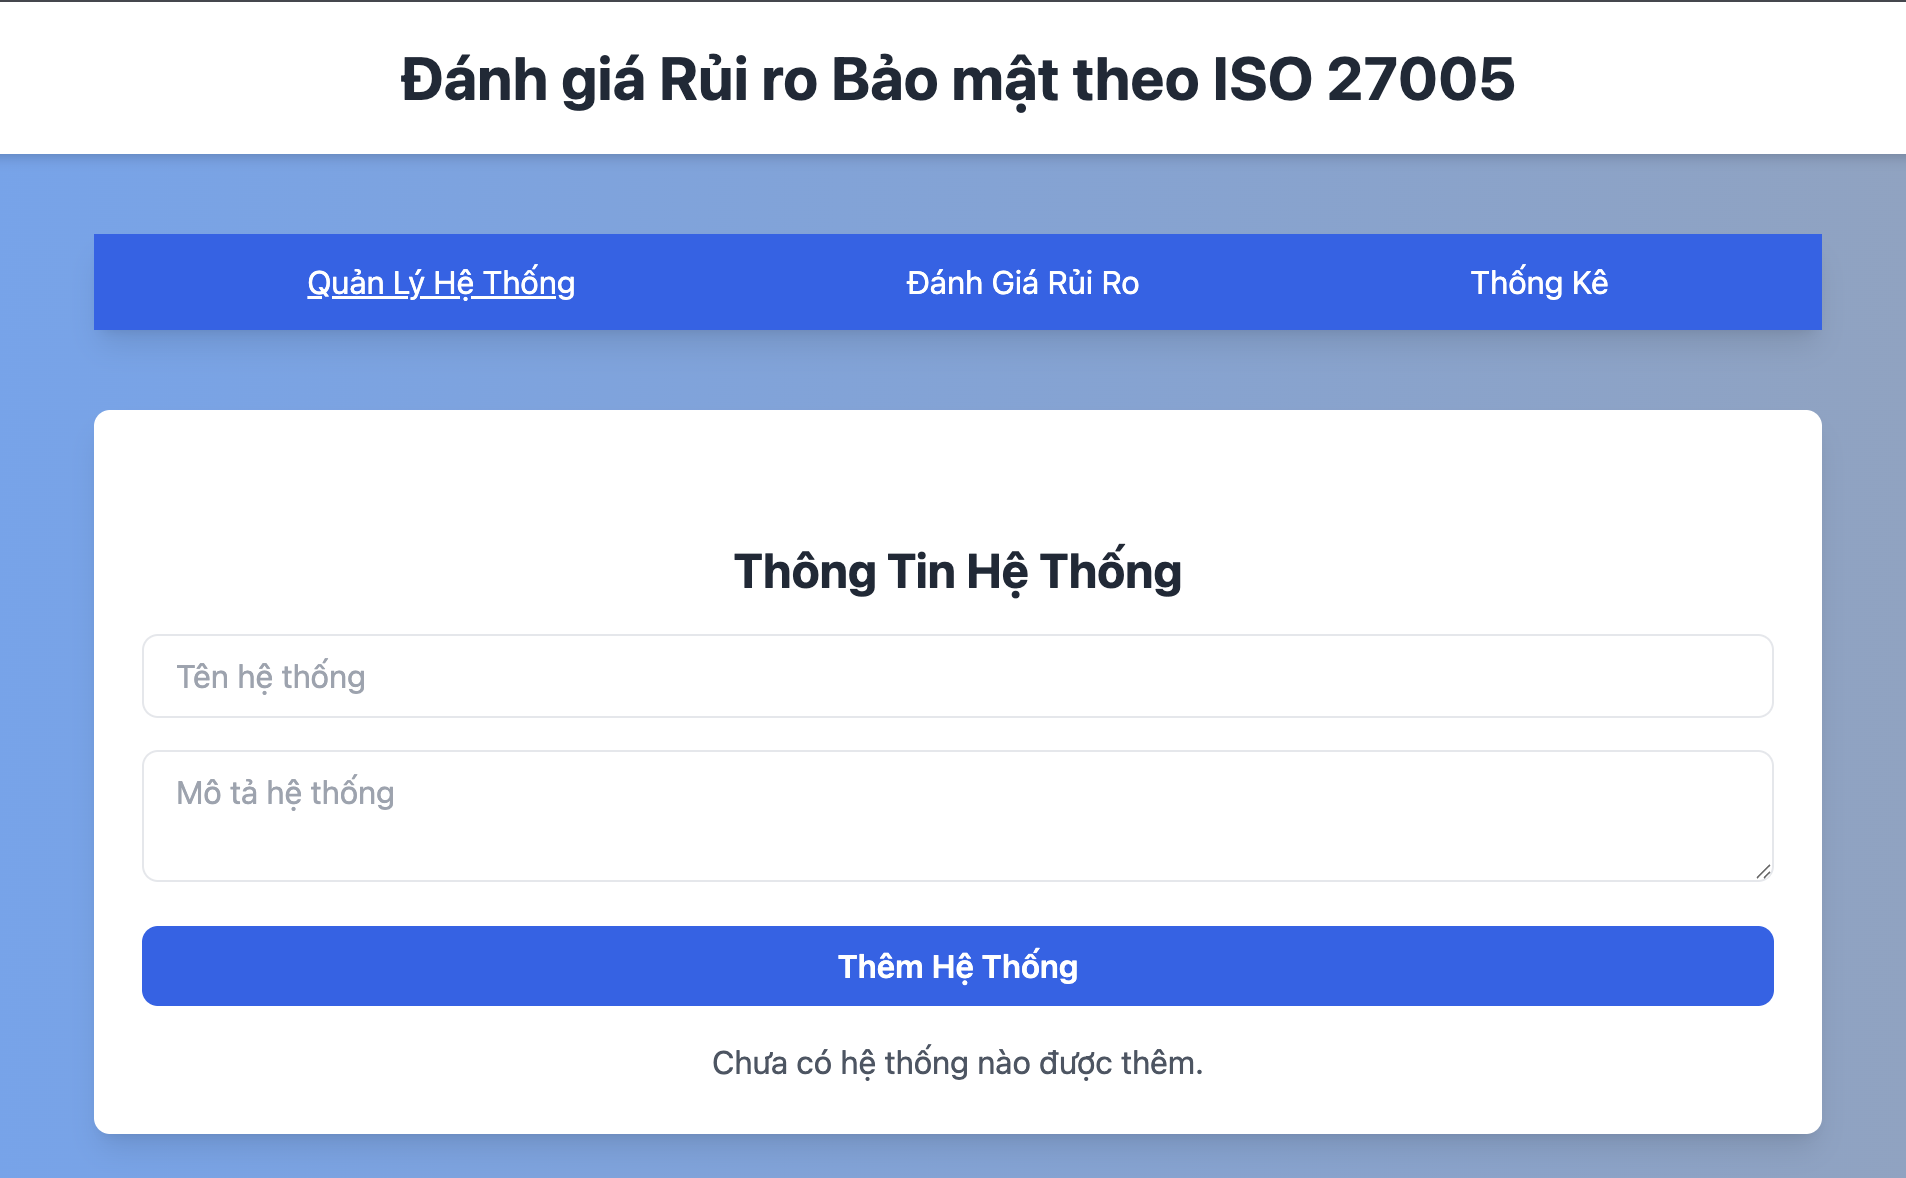 Đánh giá Rủi ro Bảo mật theo ISO 27005
Quản Lý Hệ Thống
Đánh Giá Rủi Ro
Thống Kê
Thông Tin Hệ Thống
Tên hệ thống
Mô tả hệ thống
Thêm Hệ Thống
Chưa có hệ thống nào được thêm.